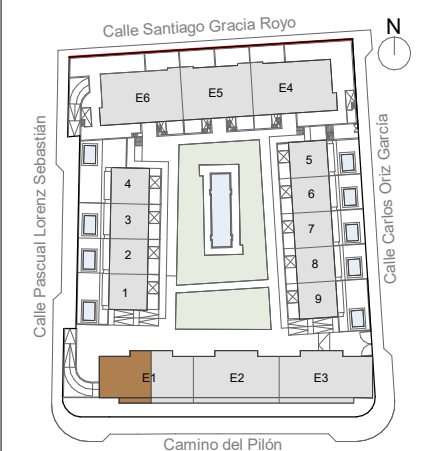 Calle Santiago Gracia Royo
N
E6
E5
E4
Calle Pascual Lorenz Sebastián
Calle Carlos Oriz García
4
3
2
1
5
6
7
8
9
E1
E2
E3
Camino del Pilón